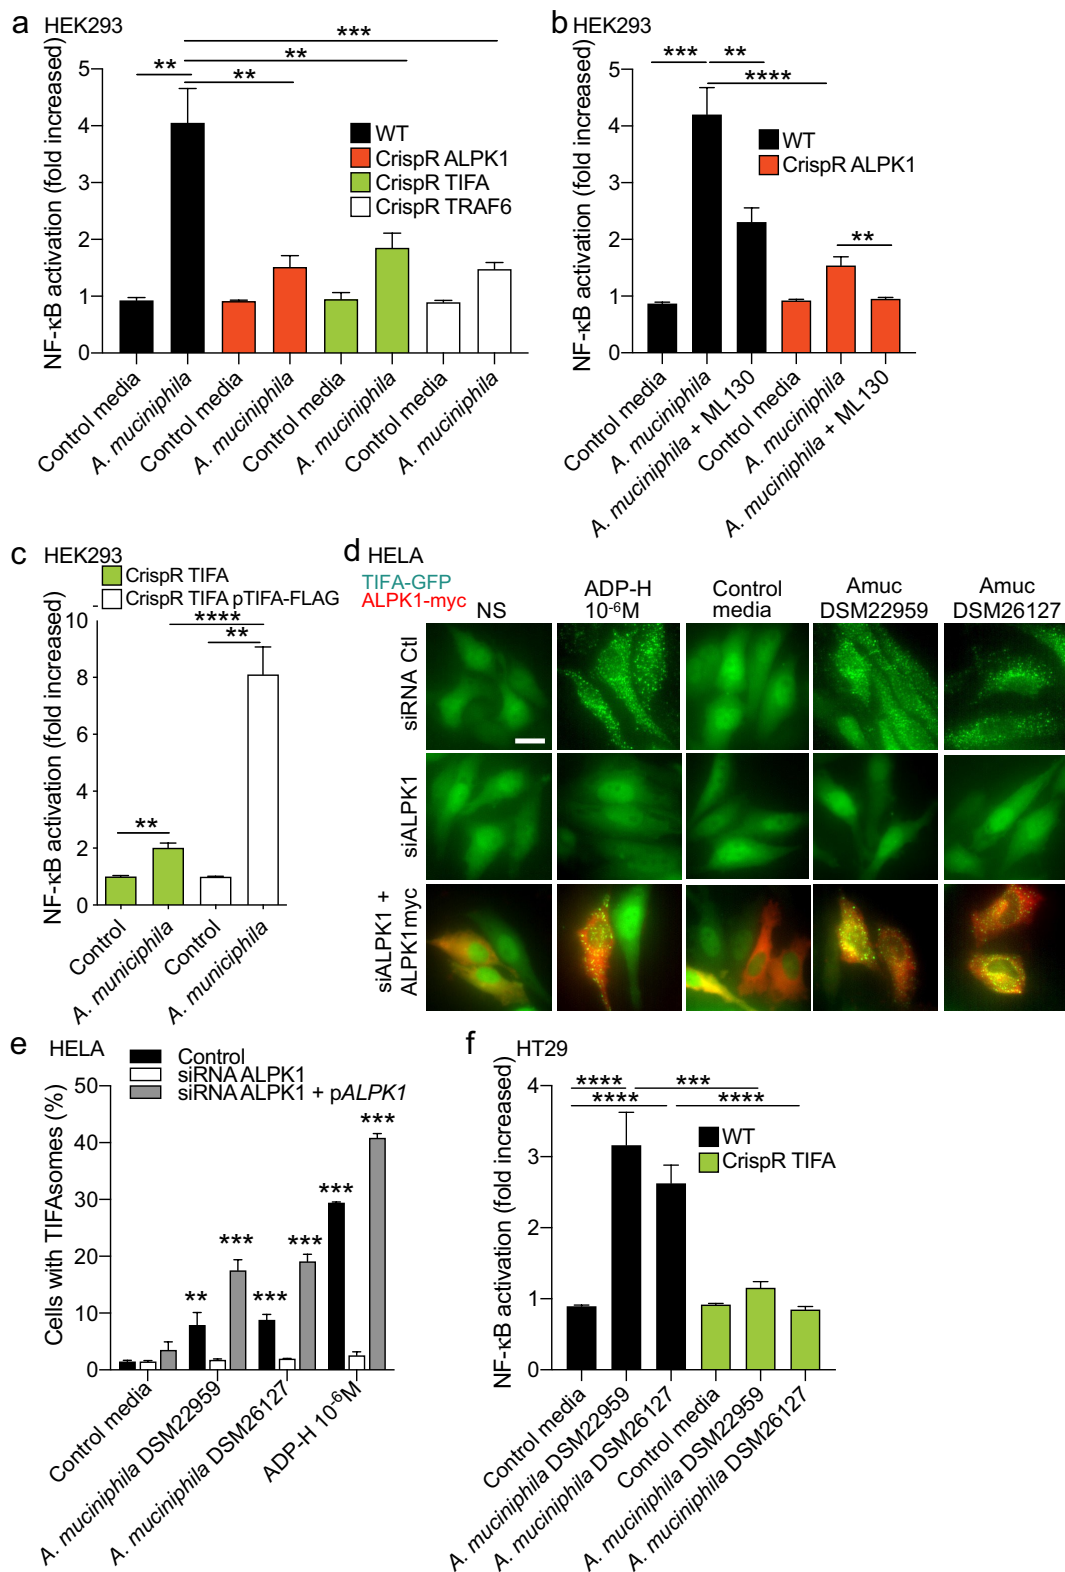 a HEK293
NF-κB activation (fold increased)
5
4
3
2
1
0
**
**
**
***
WT
CrispR ALPK1
CrispR TIFA
CrispR TRAF6
Control media
A. muciniphila
Control media
A. muciniphila
Control media
A. muciniphila
Control media
A. muciniphila
b HEK293
NF-κB activation (fold increased)
5
4
3
2
1
0
*** **
****
**
WT
CrispR ALPK1
Control media
A. muciniphila
A. muciniphila + ML130
Control media
A. muciniphila
A. muciniphila + ML130
c HEK293
CrispR TIFA
CrispR TIFA pTIFA-FLAG
NF-κB activation (fold increased)
10
8
6
4
2
0
****
**
**
Control
A. municiphila
Control
A. municiphila
d HELA
TIFA-GFP
ALPK1-myc
NS
ADP-H
10⁻⁶M
Control
media
Amuc
DSM22959
Amuc
DSM26127
siRNA Ctl
siALPK1
siALPK1 +
ALPK1myc
e HELA
Control
siRNA ALPK1
siRNA ALPK1 + pALPK1
Cells with TIFAsomes (%)
50
40
30
20
10
0
**
***
***
***
***
***
Control media
A. muciniphila DSM22959
A. muciniphila DSM26127
ADP-H 10⁻⁶M
f HT29
NF-κB activation (fold increased)
4
3
2
1
0
**** ***
**** ****
WT
CrispR TIFA
Control media
A. muciniphila DSM22959
A. muciniphila DSM26127
Control media
A. muciniphila DSM22959
A. muciniphila DSM26127